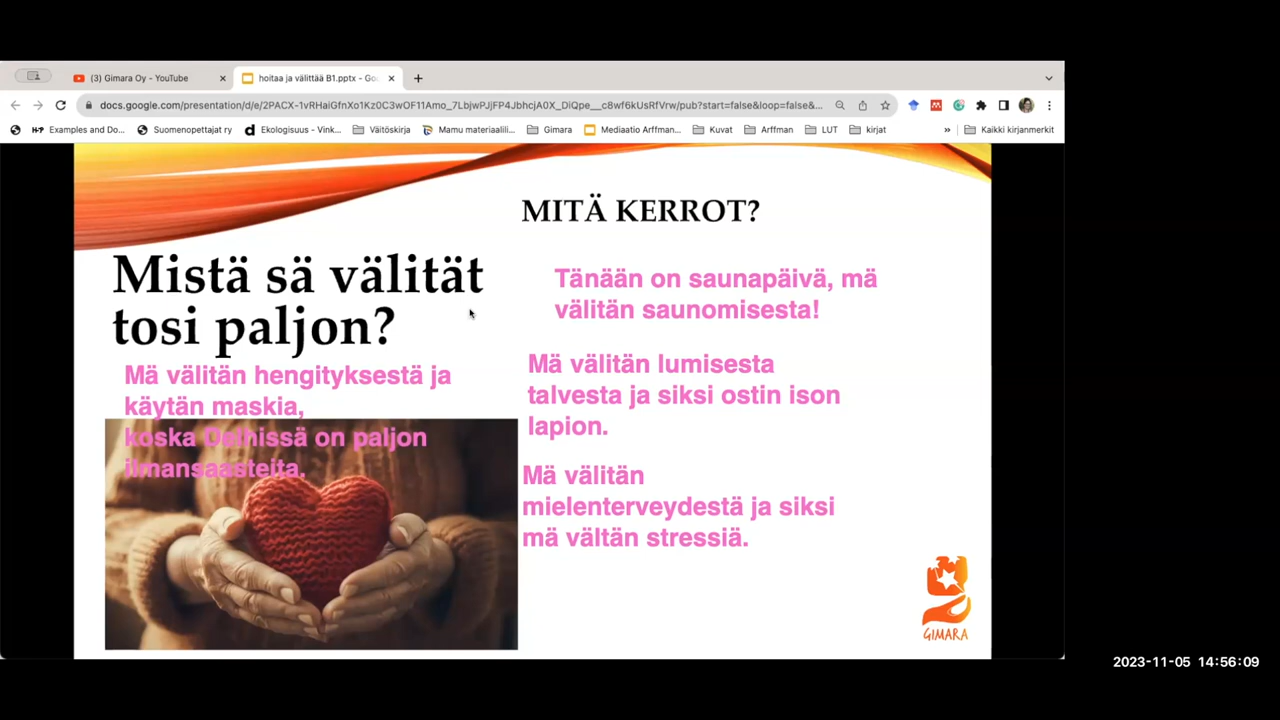 (3) Gimara Oy - YouTube
hoitaa ja välittää B1.pptx - Goo
docs.google.com/presentation/d/e/2PACX-1vRHaiGfnXo1Kz0C3wOF11Amo_7LbjwPJjFP4JbhcjA0X_DiQpe__c8wf6kUsRfVrw/pub?start=false&loop=false&...
Examples and Do...
Suomenopettajat ry
Ekologisuus - Vink...
Väitöskirja
Mamu materiaalili...
Gimara
Mediaatio Arffman...
Kuvat
Arffman
LUT
kirjat
»
Kaikki kirjanmerkit
MITÄ KERROT?
Mistä sä välität
tosi paljon?
Mä välitän hengityksestä ja
käytän maskia,
koska Delhissä on paljon
ilmansaasteita.
Tänään on saunapäivä, mä
välitän saunomisesta!
Mä välitän lumisesta
talvesta ja siksi ostin ison
lapion.
Mä välitän
mielenterveydestä ja siksi
mä vältän stressiä.
GIMARA
2023-11-05 14:56:09